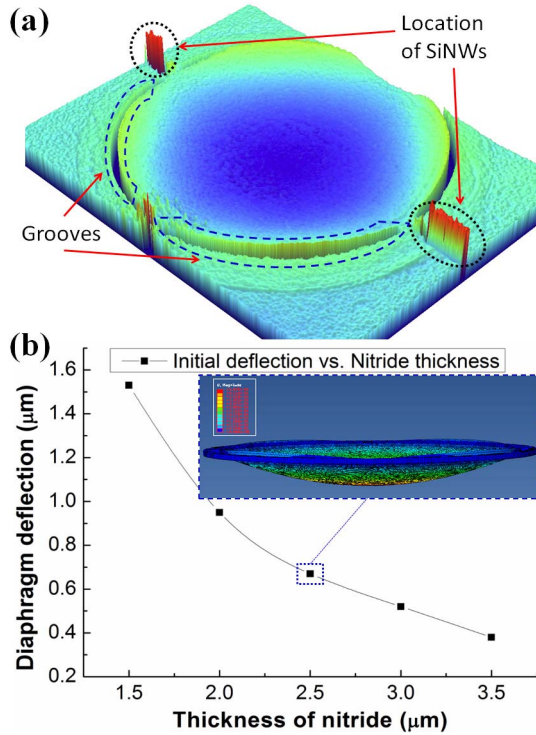 (a)
Location
of SiNWs
Grooves
(b)
Initial deflection vs. Nitride thickness
1.6
1.4
1.2
1.0
0.8
0.6
0.4
0.2
Diaphragm deflection (μm)
1.5 2.0 2.5 3.0 3.5
Thickness of nitride (μm)